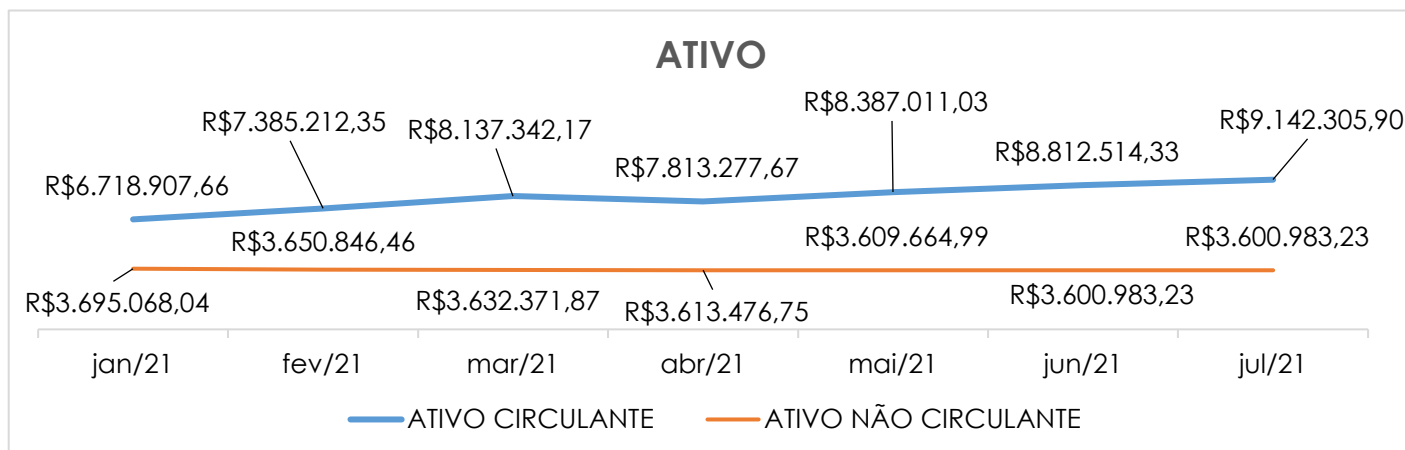 ATIVO
R$6.718.907,66
R$7.385.212,35
R$8.137.342,17
R$7.813.277,67
R$8.387.011,03
R$8.812.514,33
R$9.142.305,90
R$3.695.068,04
R$3.650.846,46
R$3.632.371,87
R$3.613.476,75
R$3.609.664,99
R$3.600.983,23
R$3.600.983,23
jan/21 fev/21 mar/21 abr/21 mai/21 jun/21 jul/21
ATIVO CIRCULANTE ATIVO NÃO CIRCULANTE